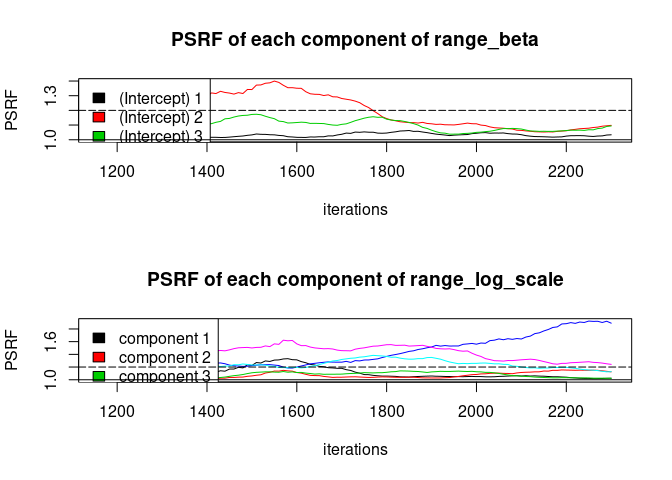 PSRF of each component of range_beta
PSRF
1.0 1.3
(Intercept) 1
(Intercept) 2
(Intercept) 3
1200 1400 1600 1800 2000 2200
iterations
PSRF of each component of range_log_scale
PSRF
1.0 1.6
component 1
component 2
component 3
1200 1400 1600 1800 2000 2200
iterations